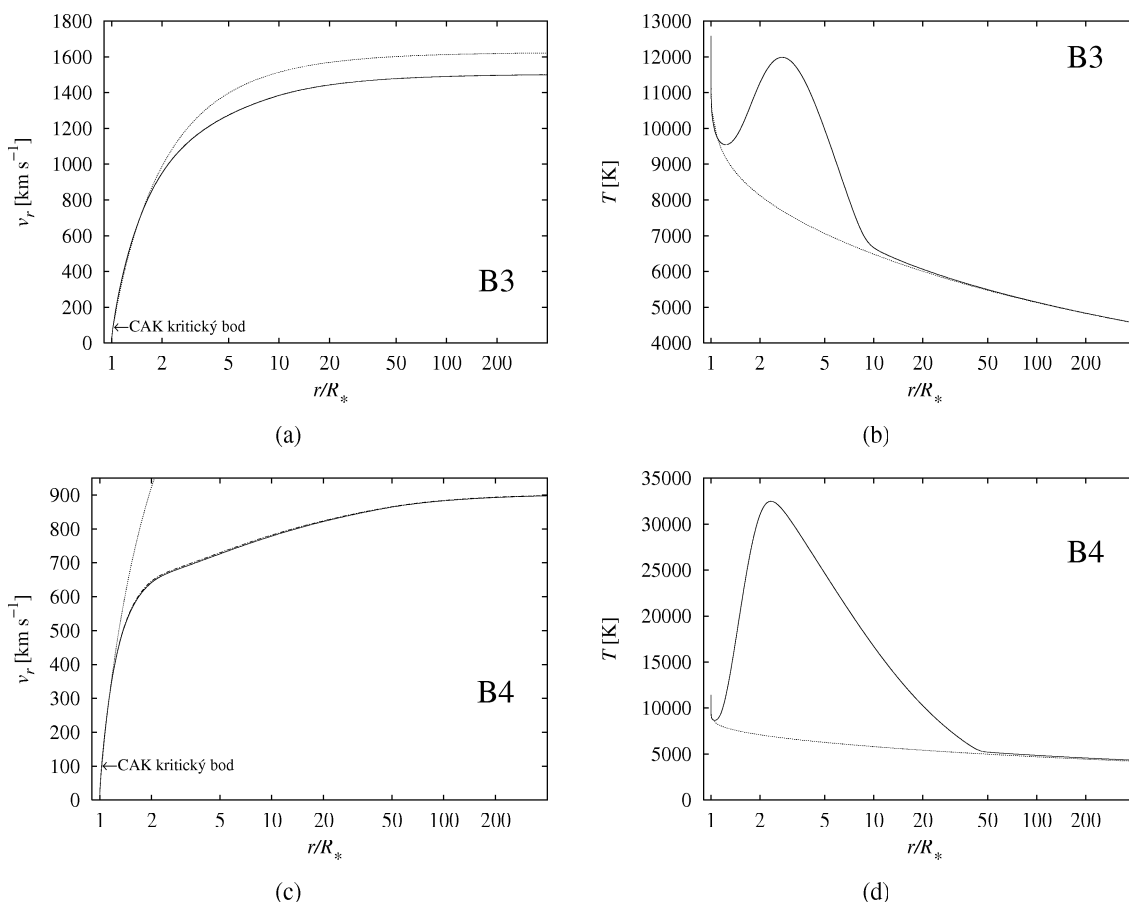 1800
1600
1400
1200
1000
800
600
400
200
0
v_r [km s⁻¹]
B3
CAK kritický bod
1 2 5 10 20 50 100 200
r/R_*
(a)
13000
12000
11000
10000
9000
8000
7000
6000
5000
4000
T [K]
B3
1 2 5 10 20 50 100 200
r/R_*
(b)
900
800
700
600
500
400
300
200
100
0
v_r [km s⁻¹]
B4
CAK kritický bod
1 2 5 10 20 50 100 200
r/R_*
(c)
35000
30000
25000
20000
15000
10000
5000
0
T [K]
B4
1 2 5 10 20 50 100 200
r/R_*
(d)